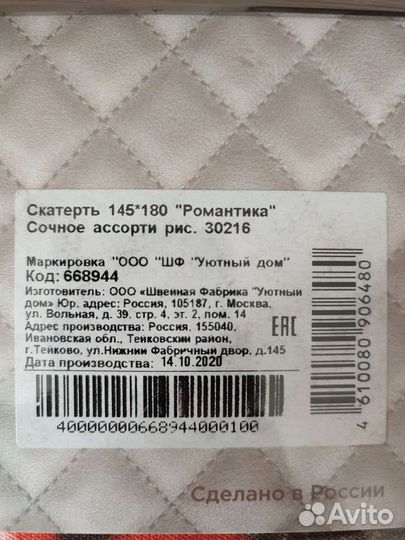 Скатерть 145*180 "Романтика"
Сочное ассорти рис. 30216
Маркировка "ООО "ШФ "Уютный дом"
Код: 668944
Изготовитель: ООО «Швейная Фабрика "Уютный
дом» Юр. адрес: Россия, 105187, г. Москва,
ул. Вольная, д. 39. стр. 4, эт. 2, пом. 14
Адрес производства: Россия, 155040,
Ивановская обл., Тейковский район,
г.Тейково, ул.Нижний Фабричный двор. д.145
Дата производства: 14.10.2020
EAC
4 610080 906480
40000000668944000100
Сделано в России
Avito